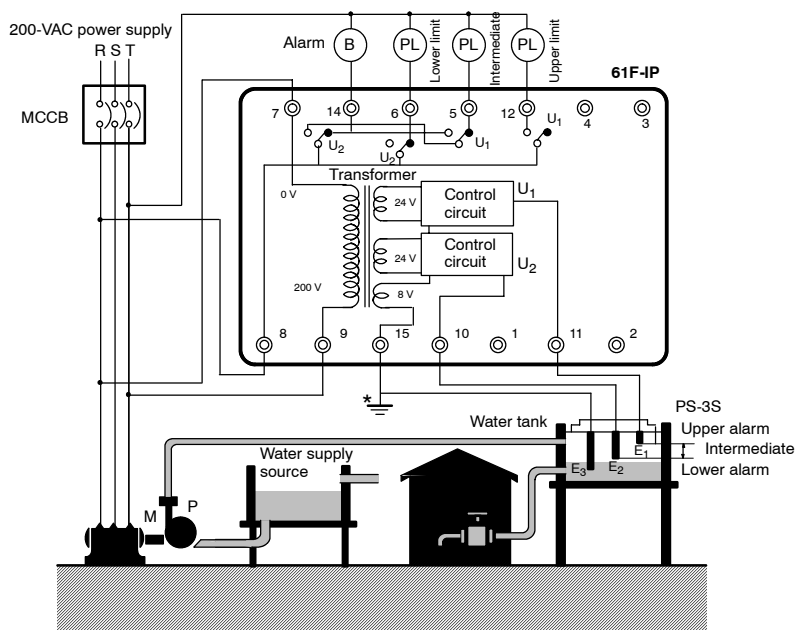 200-VAC power supply
R S T
MCCB
Alarm
B
PL
Lower limit
PL
Intermediate
PL
Upper limit
61F-IP
7
14
6
5
12
4
3
U2
U2
U1
U1
Transformer
0 V
200 V
24 V
24 V
8 V
Control
circuit
U1
Control
circuit
U2
8
9
15
10
1
11
2
*
PS-3S
Water tank
Upper alarm
Intermediate
Lower alarm
E1
E2
E3
Water supply
source
M
P